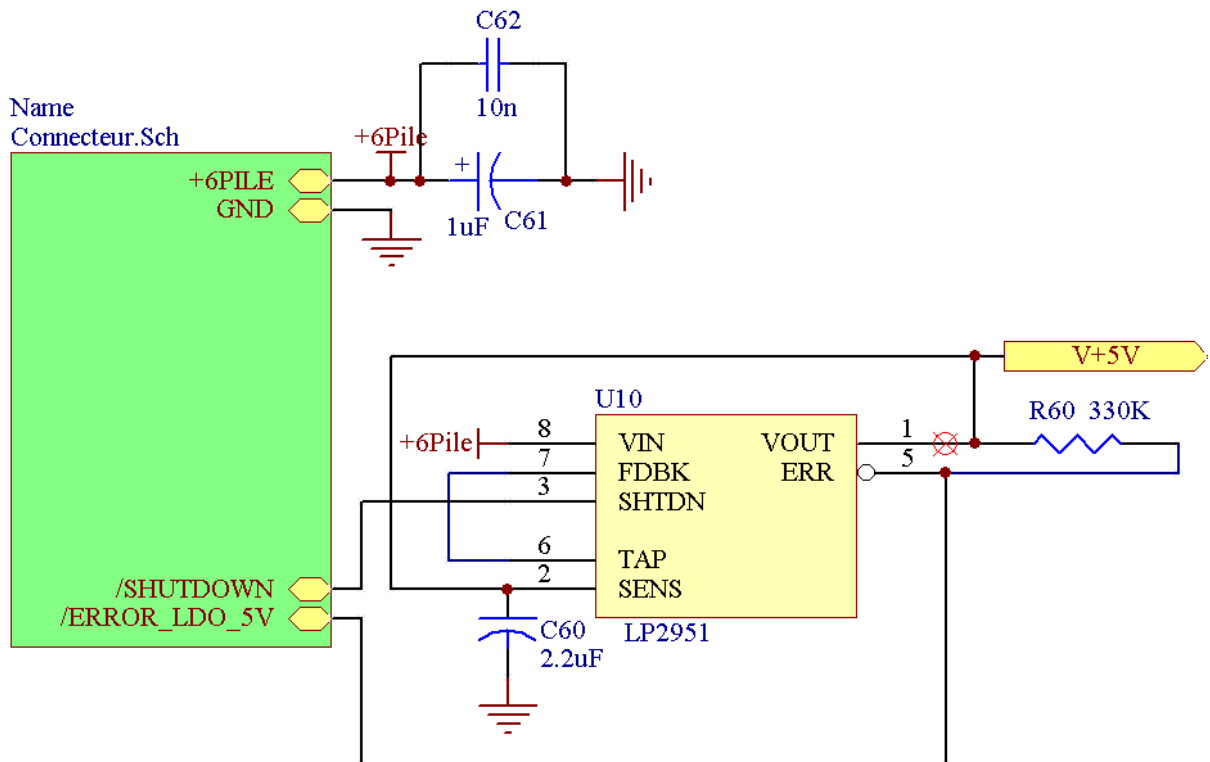 C62
10n
Name
Connecteur.Sch
+6Pile
+6PILE
GND
+
1uF
C61
V+5V
U10
R60 330K
+6Pile
8
VIN
VOUT
1
7
FDBK
ERR
5
3
SHTDN
6
TAP
/SHUTDOWN
2
SENS
/ERROR_LDO_5V
C60
LP2951
2.2uF